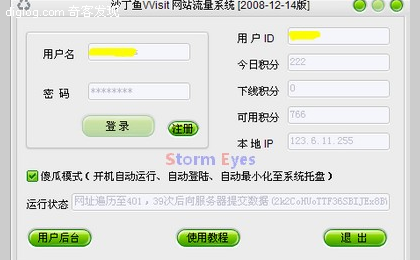 沙丁鱼VVisit 网站流量系统 [2008-12-14版]
diglog.com 奇客发现
用户名
密 码 ********
登 录 注册
用 户 ID
今日积分 222
下线积分 0
可用积分 766
本 地 IP 123.6.11.255
Storm Eyes
傻瓜模式（开机自动运行、自动登陆、自动最小化至系统托盘）
运行状态 网址遍历至401，39次后向服务器提交数据
用户后台 使用教程 退 出